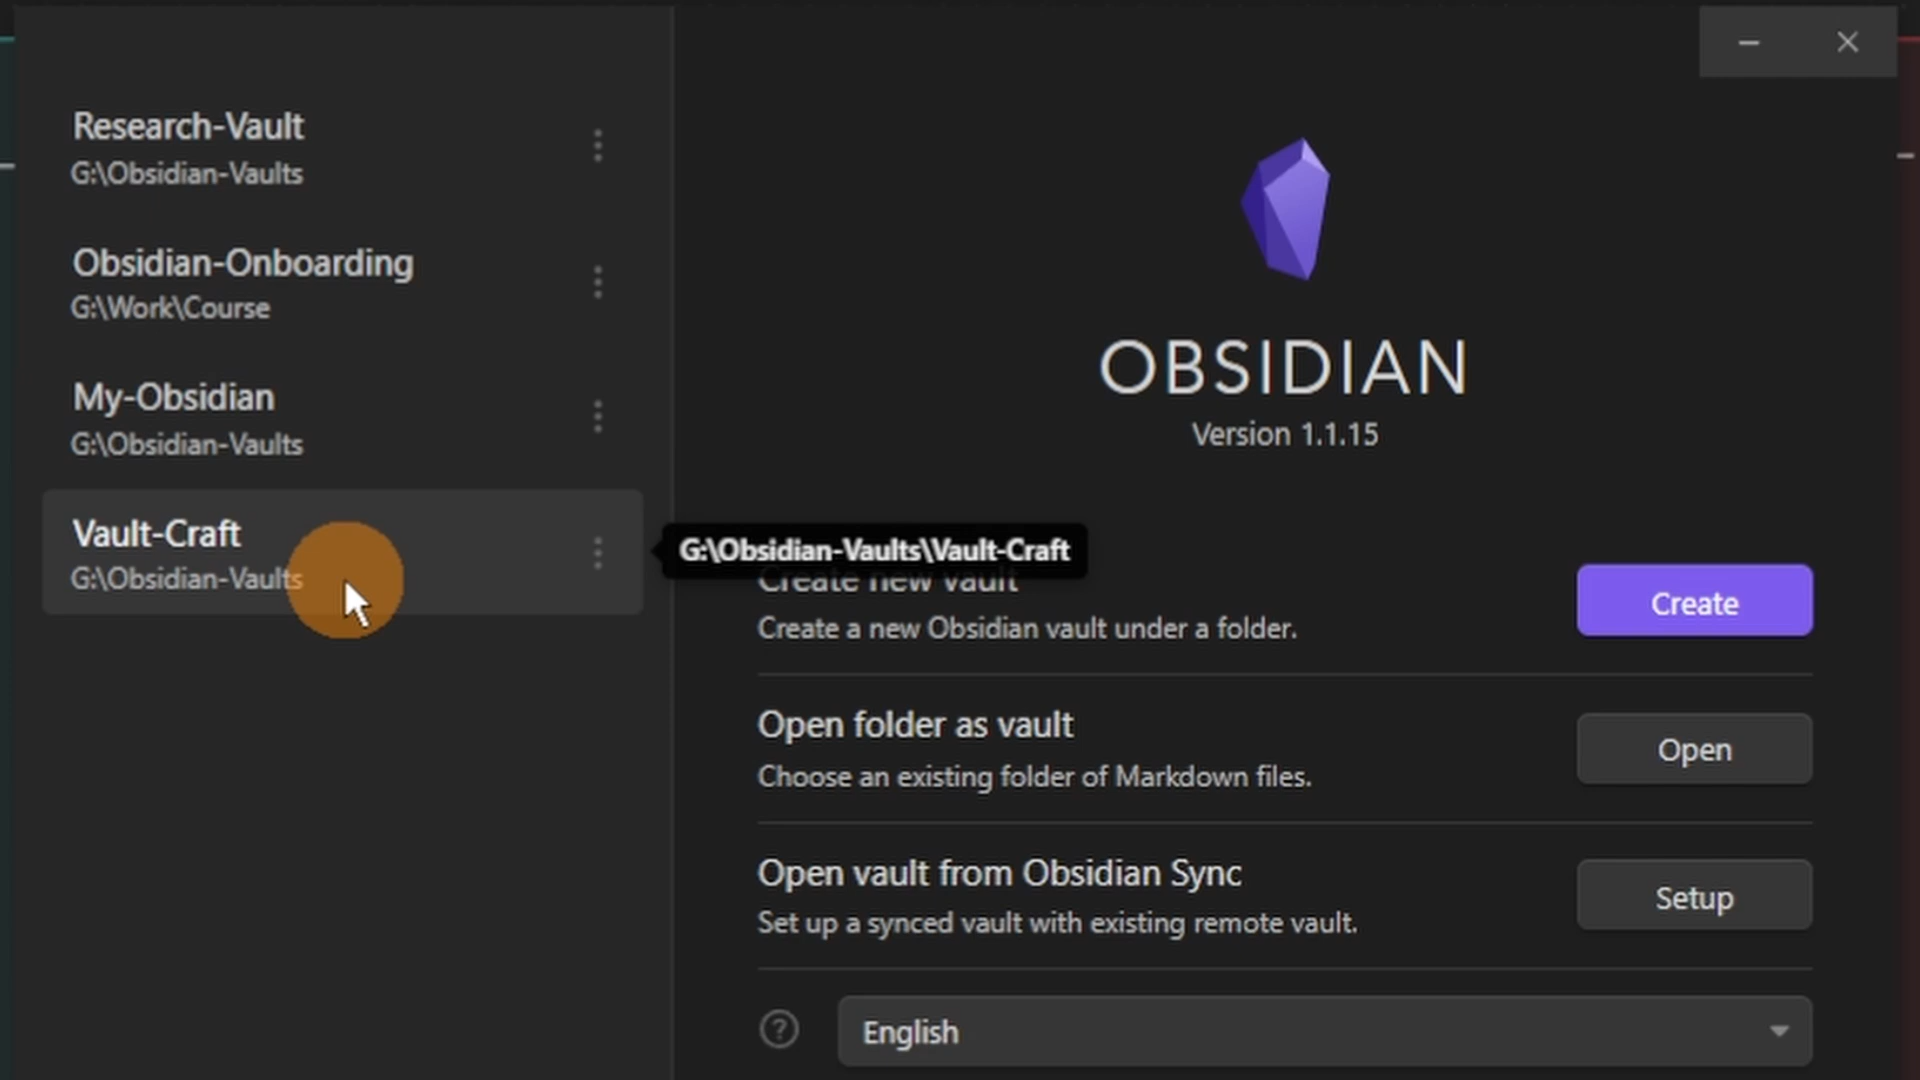 Research-Vault
G:\Obsidian-Vaults
Obsidian-Onboarding
G:\Work\Course
My-Obsidian
G:\Obsidian-Vaults
Vault-Craft
G:\Obsidian-Vaults
OBSIDIAN
Version 1.1.15
G:\Obsidian-Vaults\Vault-Craft
Create new vault
Create a new Obsidian vault under a folder.
Create
Open folder as vault
Choose an existing folder of Markdown files.
Open
Open vault from Obsidian Sync
Set up a synced vault with existing remote vault.
Setup
English